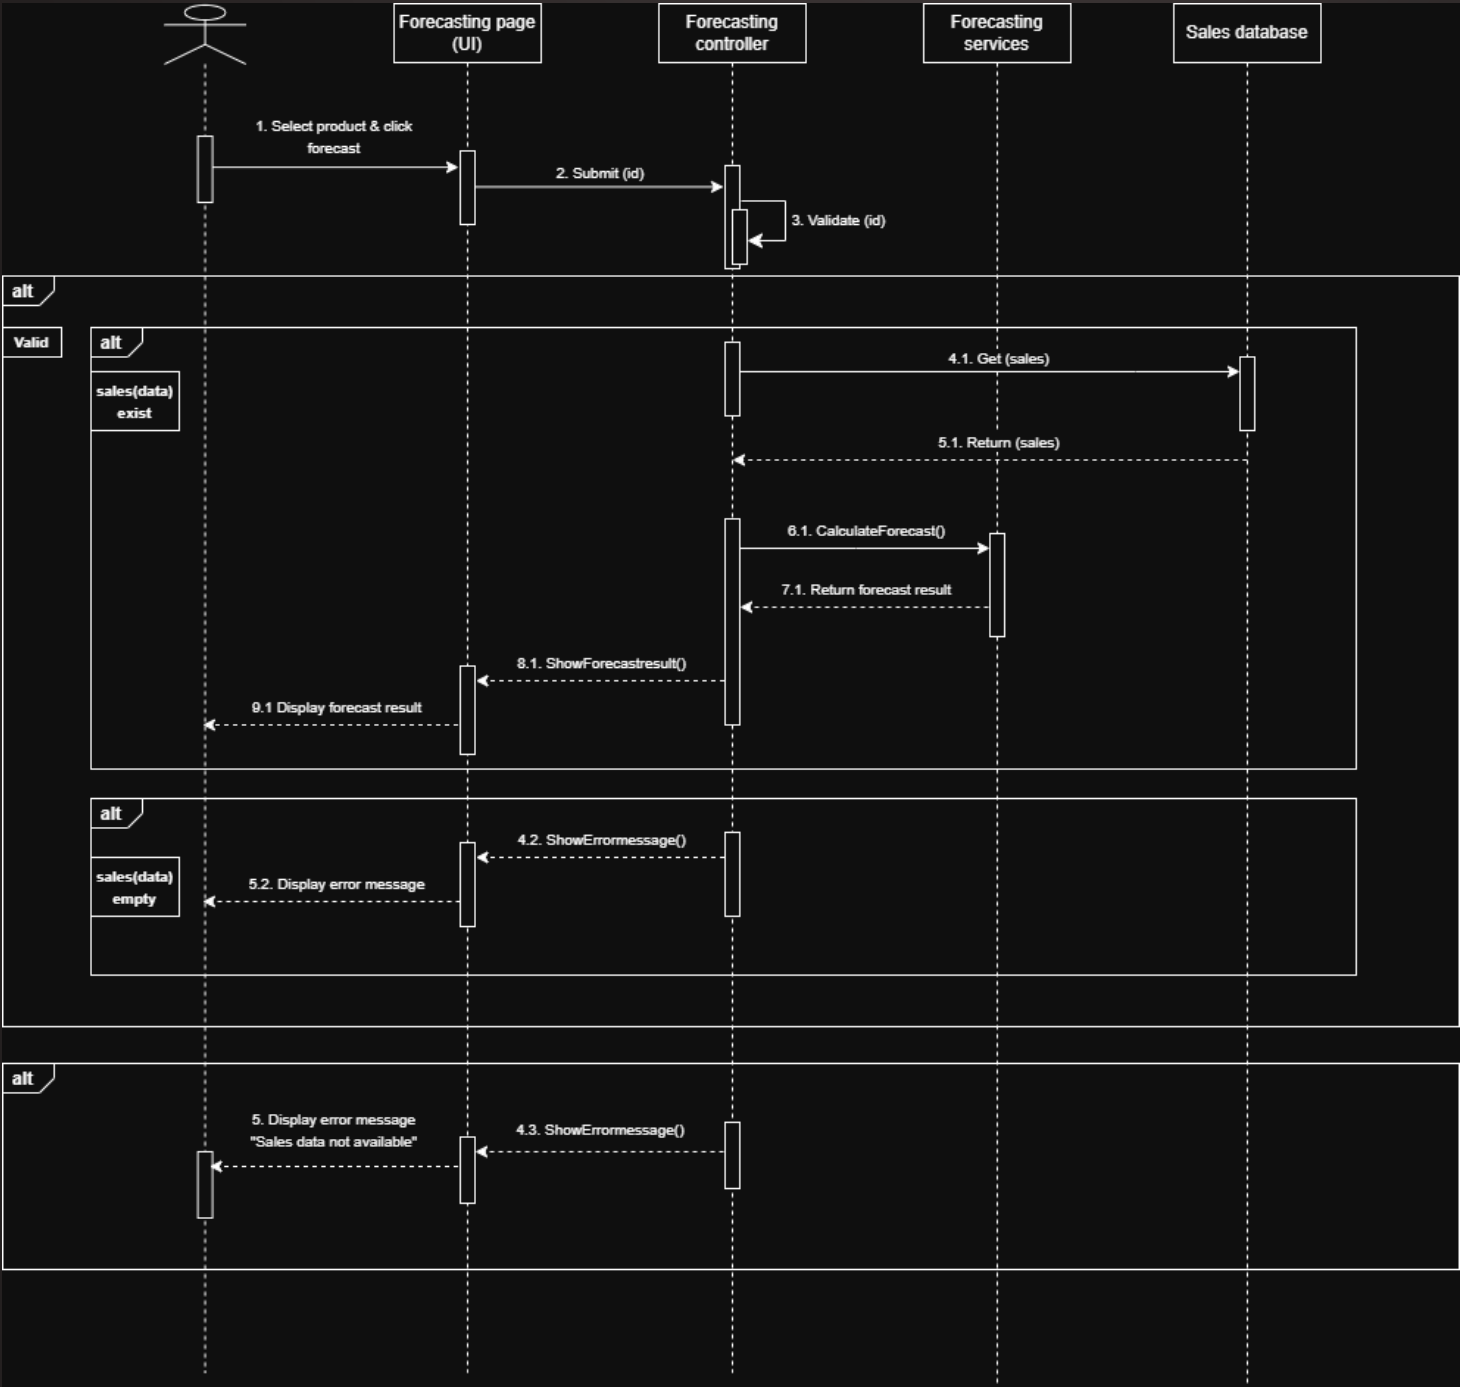 Forecasting page
(UI)
Forecasting
controller
Forecasting
services
Sales database
1. Select product & click
forecast
2. Submit (id)
3. Validate (id)
alt
Valid
alt
sales(data)
exist
4.1. Get (sales)
5.1. Return (sales)
6.1. CalculateForecast()
7.1. Return forecast result
8.1. ShowForecastresult()
9.1 Display forecast result
alt
sales(data)
empty
4.2. ShowErrormessage()
5.2. Display error message
alt
5. Display error message
"Sales data not available"
4.3. ShowErrormessage()